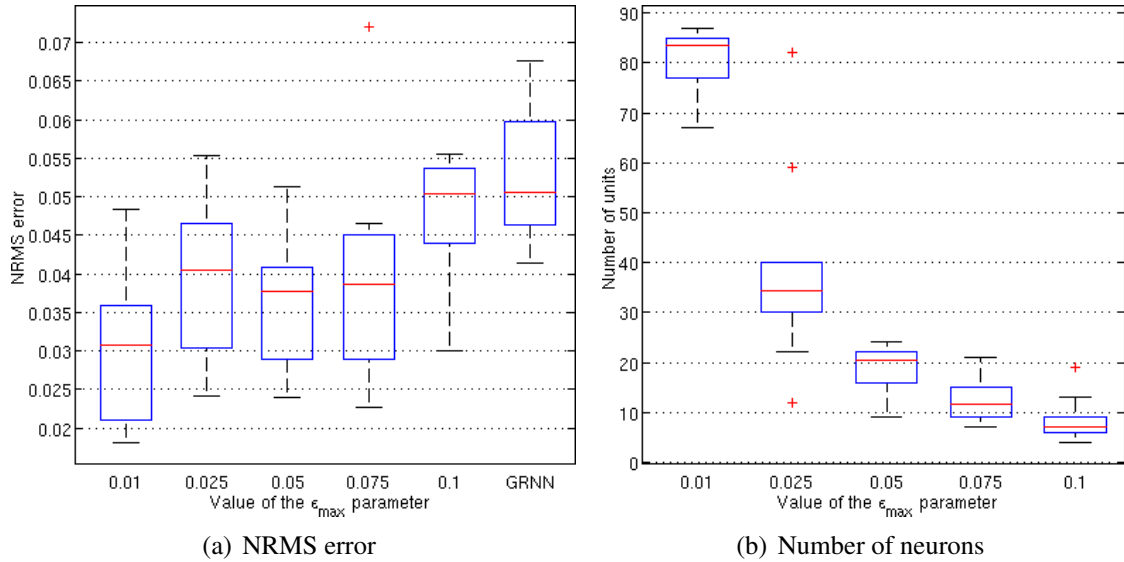 0.07
0.065
0.06
0.055
0.05
0.045
0.04
0.035
0.03
0.025
0.02
NRMS error
0.01 0.025 0.05 0.075 0.1 GRNN
Value of the ϵmax parameter
(a) NRMS error
90
80
70
60
50
40
30
20
10
0
Number of units
0.01 0.025 0.05 0.075 0.1
Value of the ϵmax parameter
(b) Number of neurons